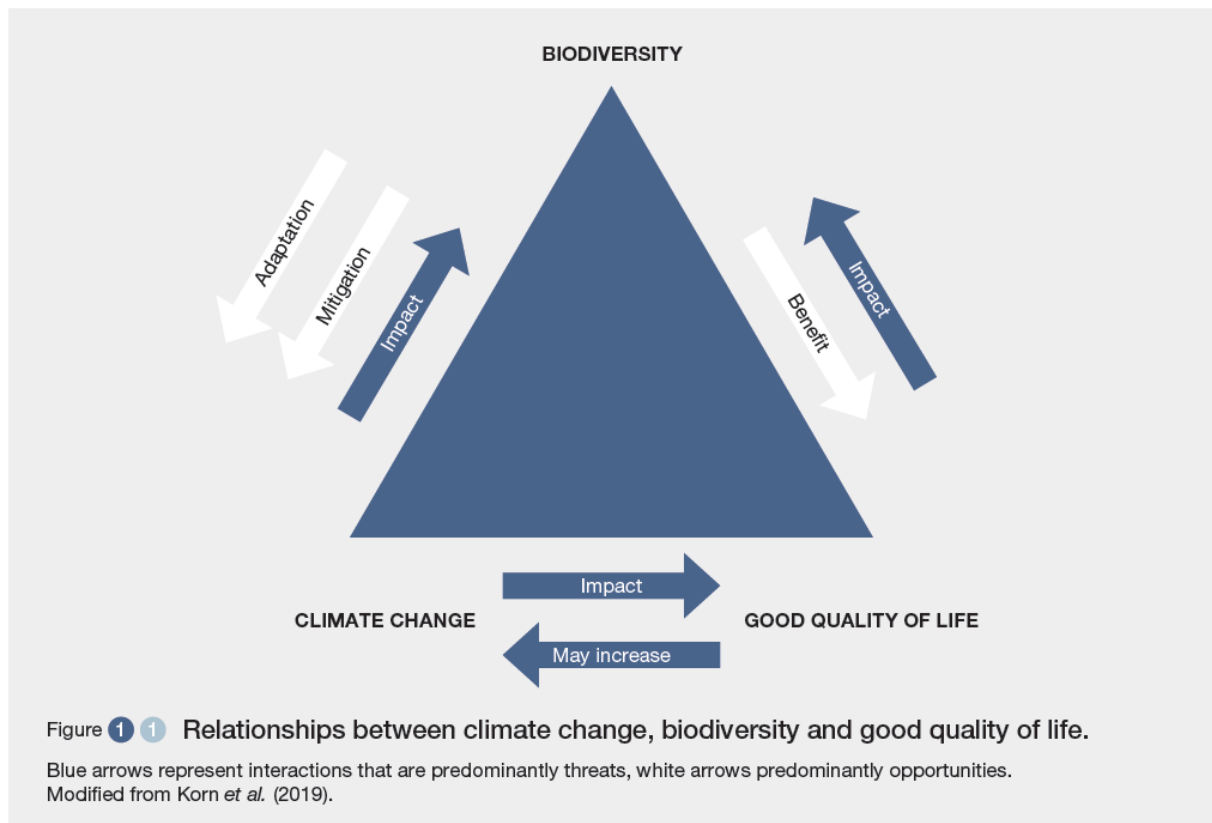 BIODIVERSITY
Adaptation
Mitigation
Impact
Benefit
Impact
Impact
CLIMATE CHANGE
GOOD QUALITY OF LIFE
May increase
Figure 1 1 Relationships between climate change, biodiversity and good quality of life.
Blue arrows represent interactions that are predominantly threats, white arrows predominantly opportunities.
Modified from Korn et al. (2019).